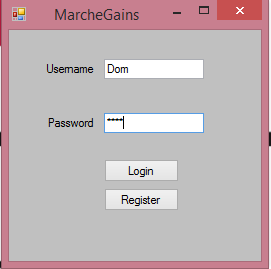 MarcheGains
Username Dom
Password ****
Login
Register